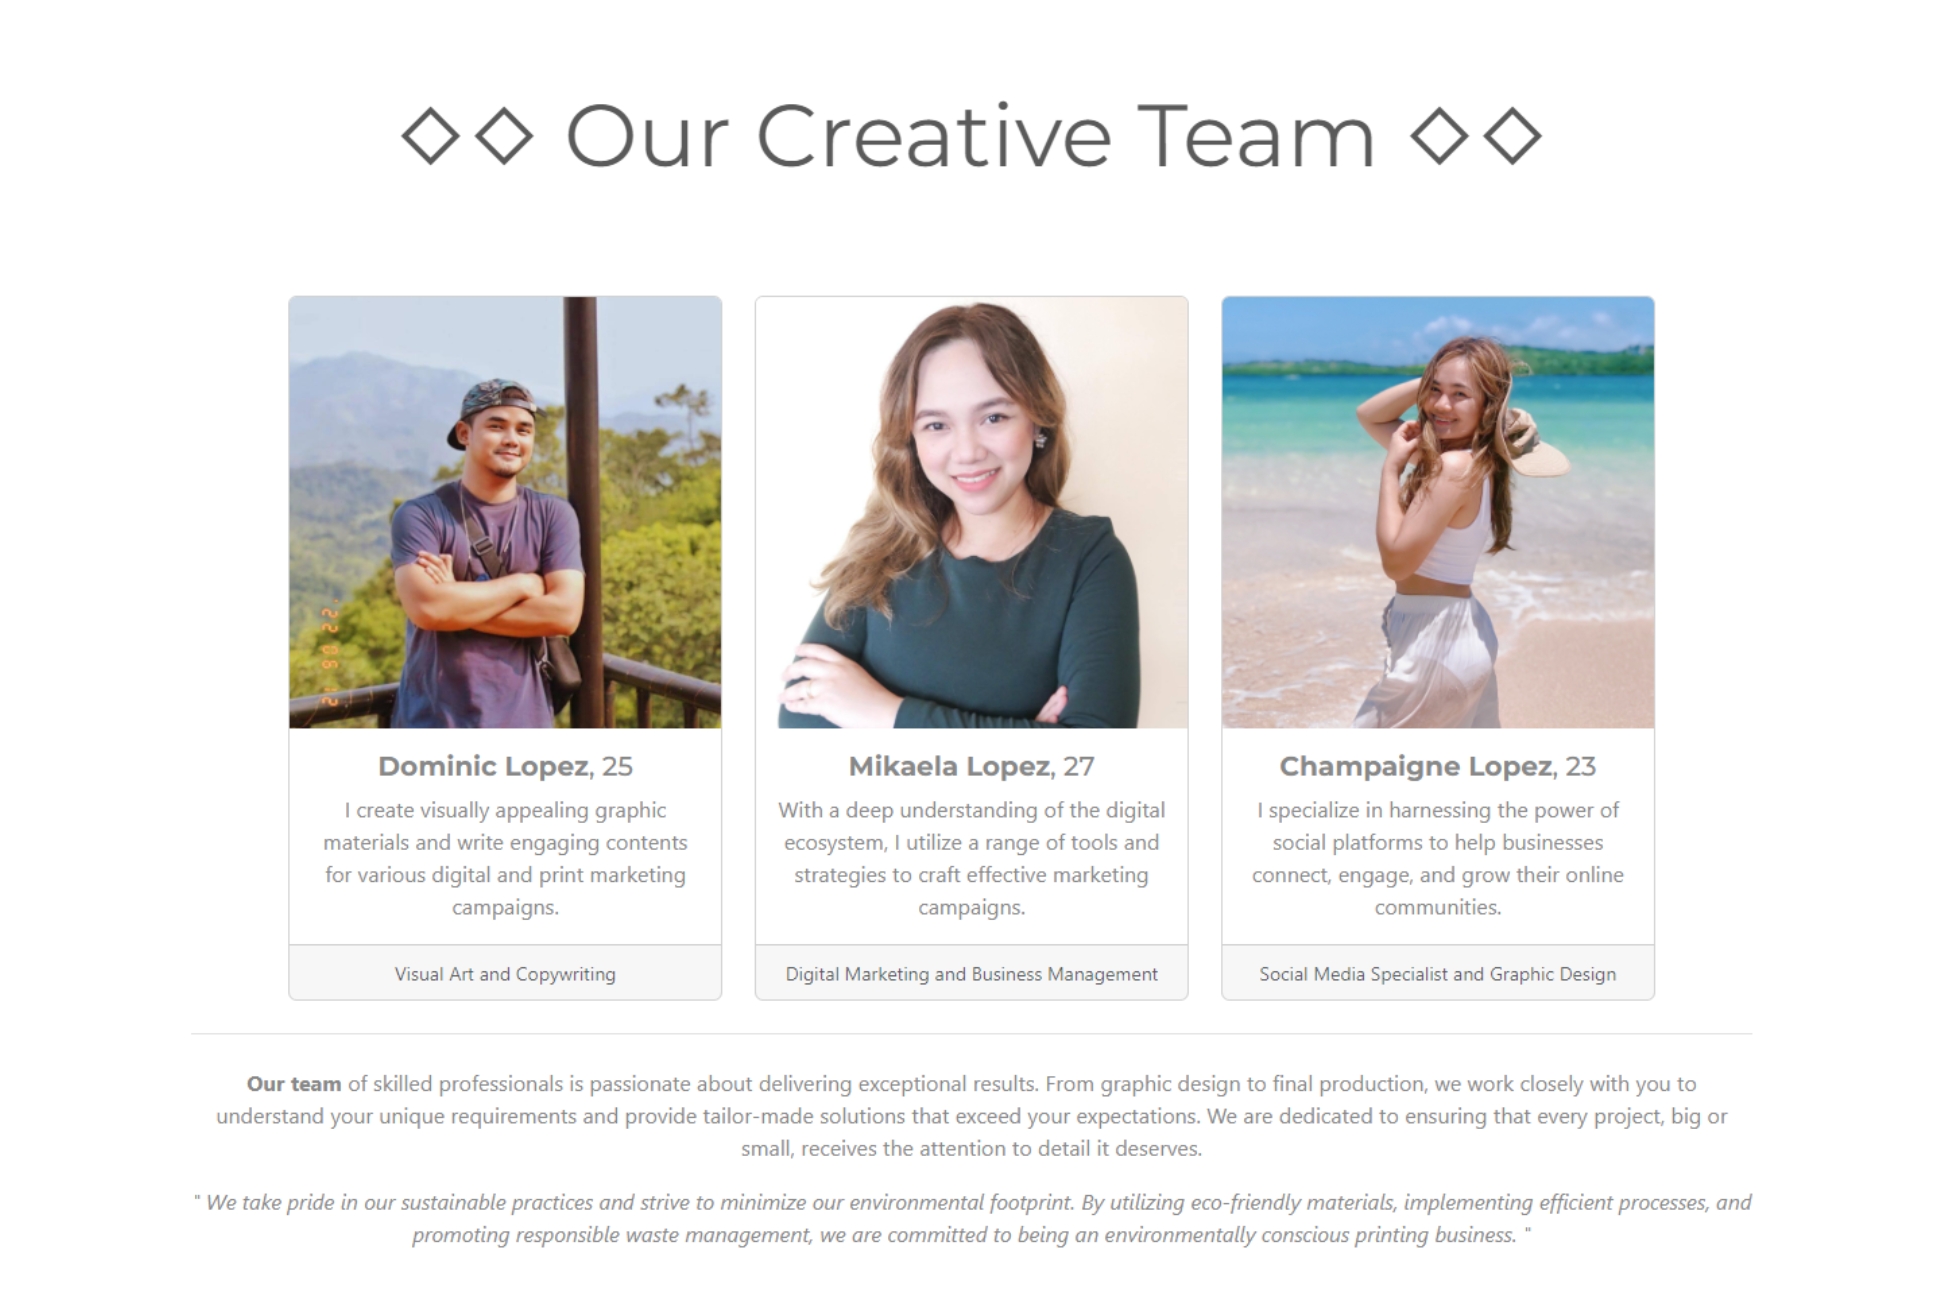 ◇◇ Our Creative Team ◇◇
Dominic Lopez, 25
I create visually appealing graphic
materials and write engaging contents
for various digital and print marketing
campaigns.
Visual Art and Copywriting
Mikaela Lopez, 27
With a deep understanding of the digital
ecosystem, I utilize a range of tools and
strategies to craft effective marketing
campaigns.
Digital Marketing and Business Management
Champaigne Lopez, 23
I specialize in harnessing the power of
social platforms to help businesses
connect, engage, and grow their online
communities.
Social Media Specialist and Graphic Design
Our team of skilled professionals is passionate about delivering exceptional results. From graphic design to final production, we work closely with you to
understand your unique requirements and provide tailor-made solutions that exceed your expectations. We are dedicated to ensuring that every project, big or
small, receives the attention to detail it deserves.
" We take pride in our sustainable practices and strive to minimize our environmental footprint. By utilizing eco-friendly materials, implementing efficient processes, and
promoting responsible waste management, we are committed to being an environmentally conscious printing business. "